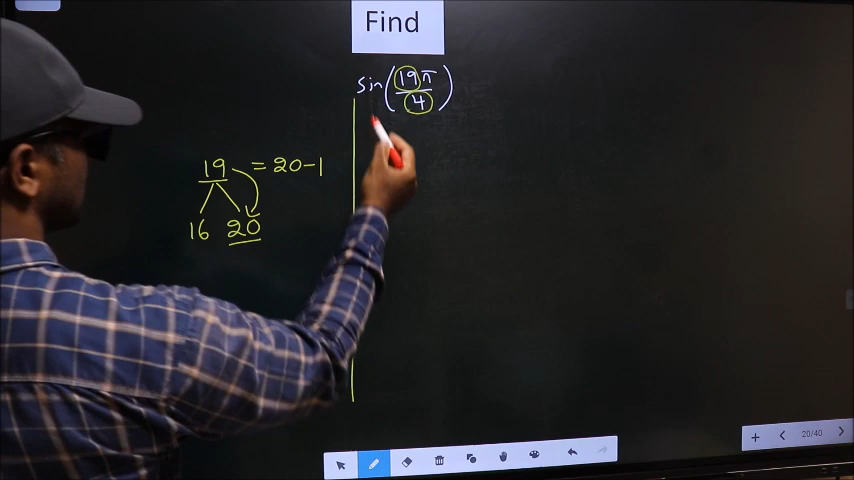 Find
sin(19π/4)
19 = 20-1
16 20
20/40